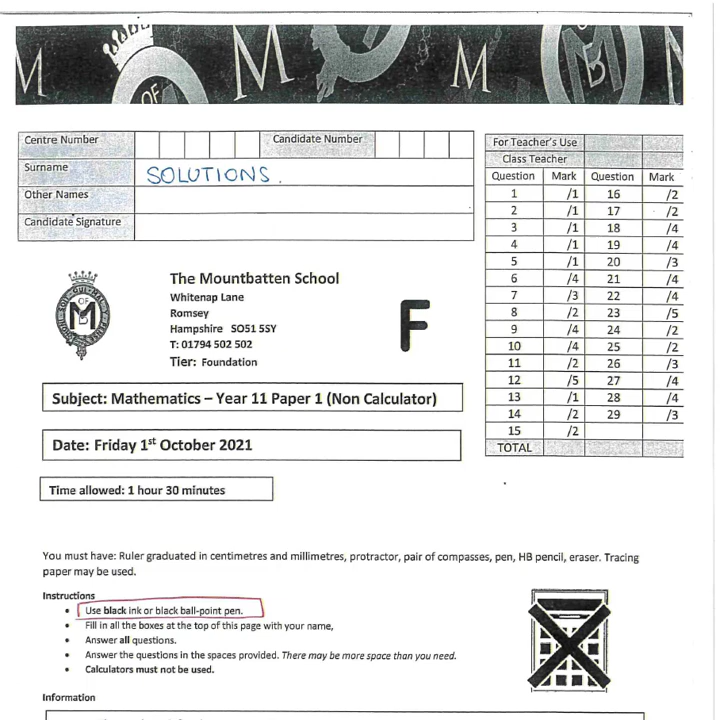 M OF M M M
Centre Number Candidate Number
Surname SOLUTIONS.
Other Names
Candidate Signature
For Teacher's Use
Class Teacher
Question Mark Question Mark
1 /1 16 /2
2 /1 17 /2
3 /1 18 /4
4 /1 19 /4
5 /1 20 /3
6 /4 21 /4
7 /3 22 /4
8 /2 23 /5
9 /4 24 /2
10 /4 25 /2
11 /2 26 /3
12 /5 27 /4
13 /1 28 /4
14 /2 29 /3
15 /2
TOTAL
OF
M
The Mountbatten School
Whitenap Lane
Romsey
Hampshire SO51 5SY
T: 01794 502 502
Tier: Foundation
F
Subject: Mathematics – Year 11 Paper 1 (Non Calculator)
Date: Friday 1st October 2021
Time allowed: 1 hour 30 minutes
You must have: Ruler graduated in centimetres and millimetres, protractor, pair of compasses, pen, HB pencil, eraser. Tracing
paper may be used.
Instructions
• Use black ink or black ball-point pen.
• Fill in all the boxes at the top of this page with your name,
• Answer all questions.
• Answer the questions in the spaces provided. There may be more space than you need.
• Calculators must not be used.
Information